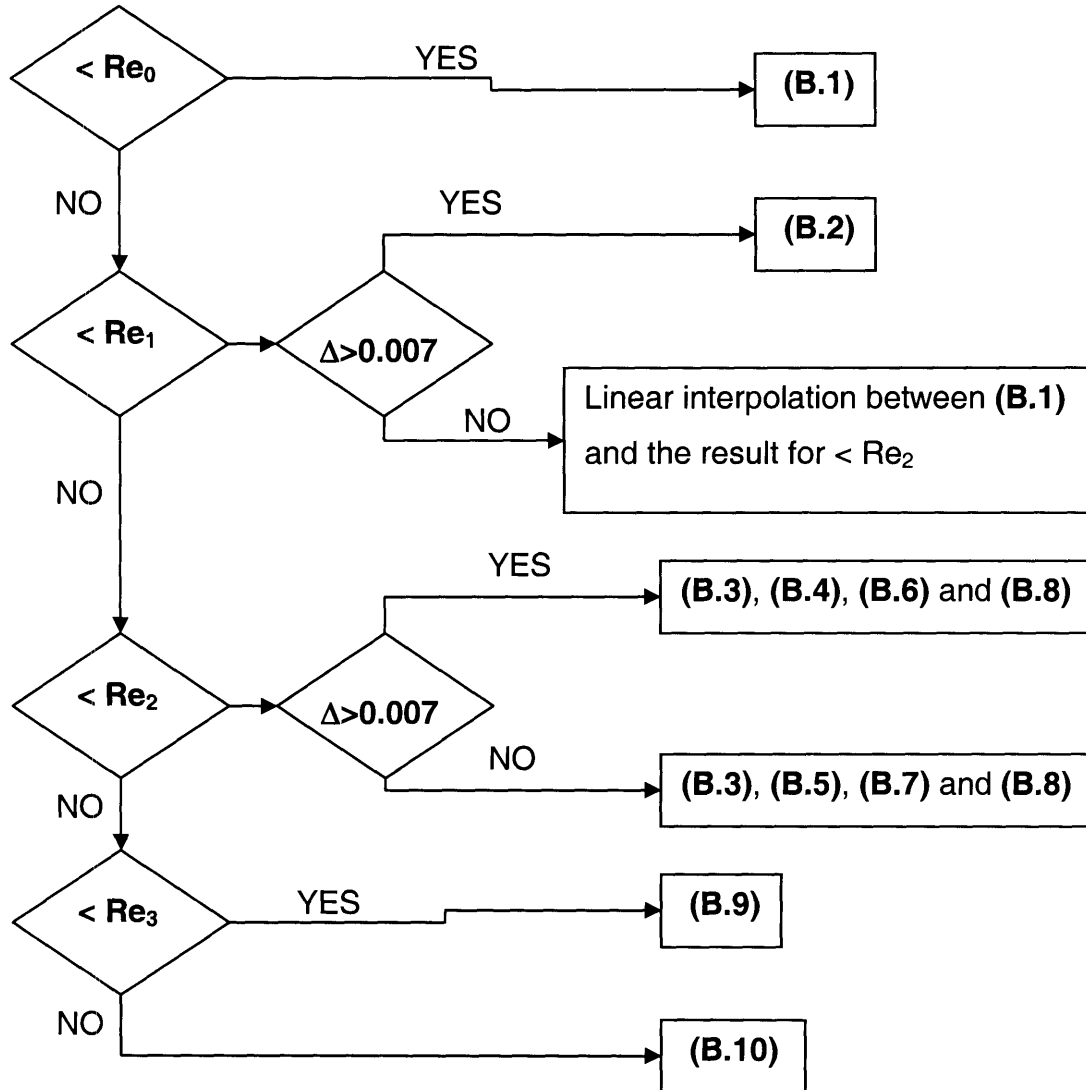 < Re₀
YES
(B.1)
NO
YES
(B.2)
< Re₁
Δ>0.007
NO
Linear interpolation between (B.1)
and the result for < Re₂
NO
YES
(B.3), (B.4), (B.6) and (B.8)
< Re₂
Δ>0.007
NO
(B.3), (B.5), (B.7) and (B.8)
NO
< Re₃
YES
(B.9)
NO
(B.10)